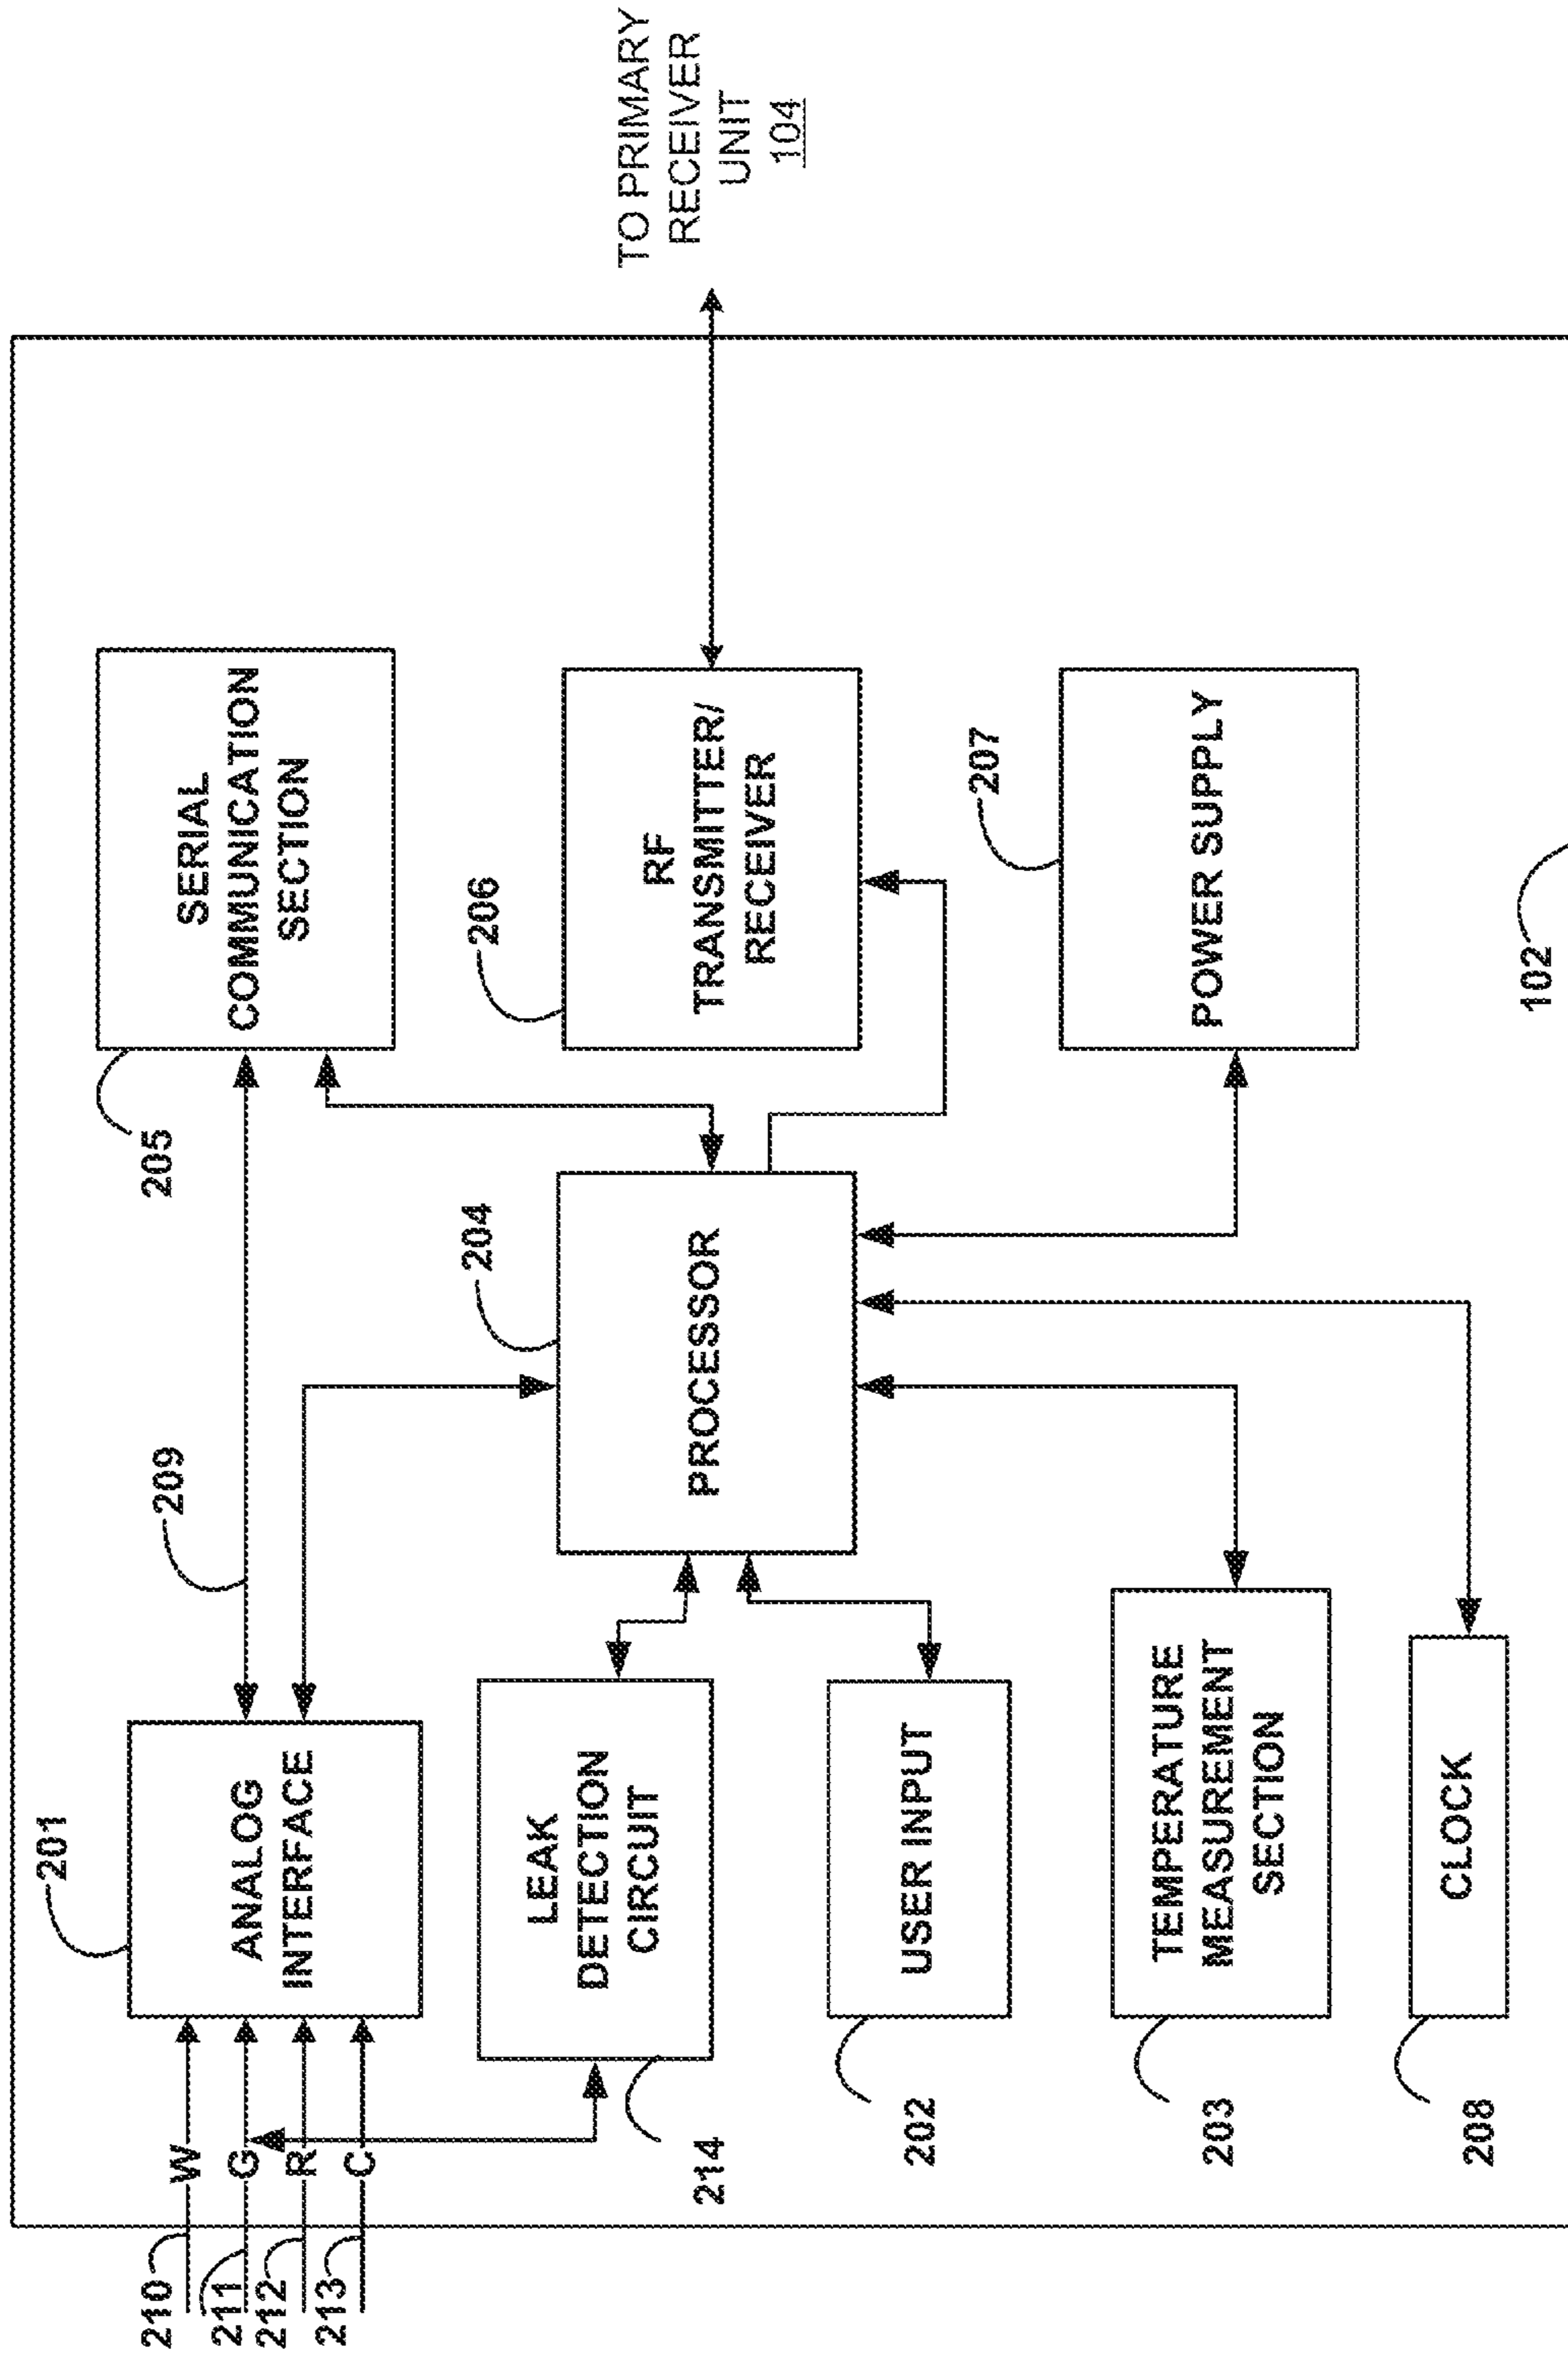 210
W
211
G
212
R
213
C
201
ANALOG
INTERFACE
209
205
SERIAL
COMMUNICATION
SECTION
214
LEAK
DETECTION
CIRCUIT
204
PROCESSOR
206
RF
TRANSMITTER/
RECEIVER
TO PRIMARY
RECEIVER
UNIT
104
202
USER INPUT
203
TEMPERATURE
MEASUREMENT
SECTION
207
POWER SUPPLY
208
CLOCK
102